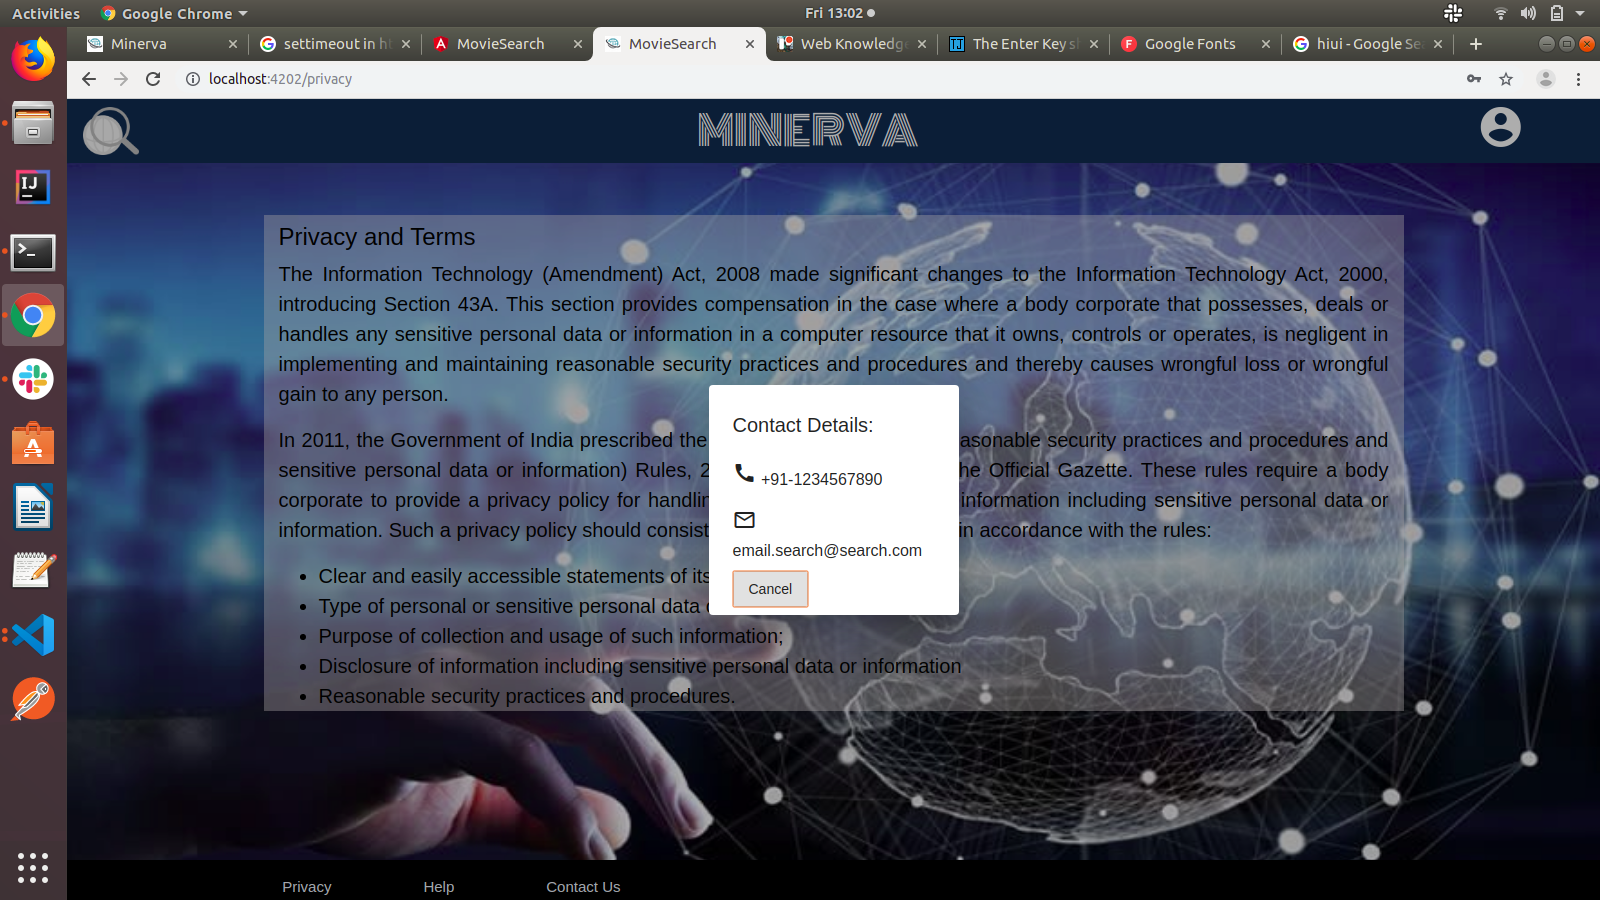 Activities Google Chrome Fri 13:02
Minerva settimeout in h MovieSearch MovieSearch Web Knowledg The Enter Key s Google Fonts hiui - Google Se
localhost:4202/privacy
MINERVA
Privacy and Terms
The Information Technology (Amendment) Act, 2008 made significant changes to the Information Technology Act, 2000,
introducing Section 43A. This section provides compensation in the case where a body corporate that possesses, deals or
handles any sensitive personal data or information in a computer resource that it owns, controls or operates, is negligent in
implementing and maintaining reasonable security practices and procedures and thereby causes wrongful loss or wrongful
gain to any person.
In 2011, the Government of India prescribed the asonable security practices and procedures and
sensitive personal data or information) Rules, 2 he Official Gazette. These rules require a body
corporate to provide a privacy policy for handlin information including sensitive personal data or
information. Such a privacy policy should consist in accordance with the rules:
Clear and easily accessible statements of its
Type of personal or sensitive personal data
Purpose of collection and usage of such information;
Disclosure of information including sensitive personal data or information
Reasonable security practices and procedures.
Contact Details:
+91-1234567890
email.search@search.com
Cancel
Privacy Help Contact Us